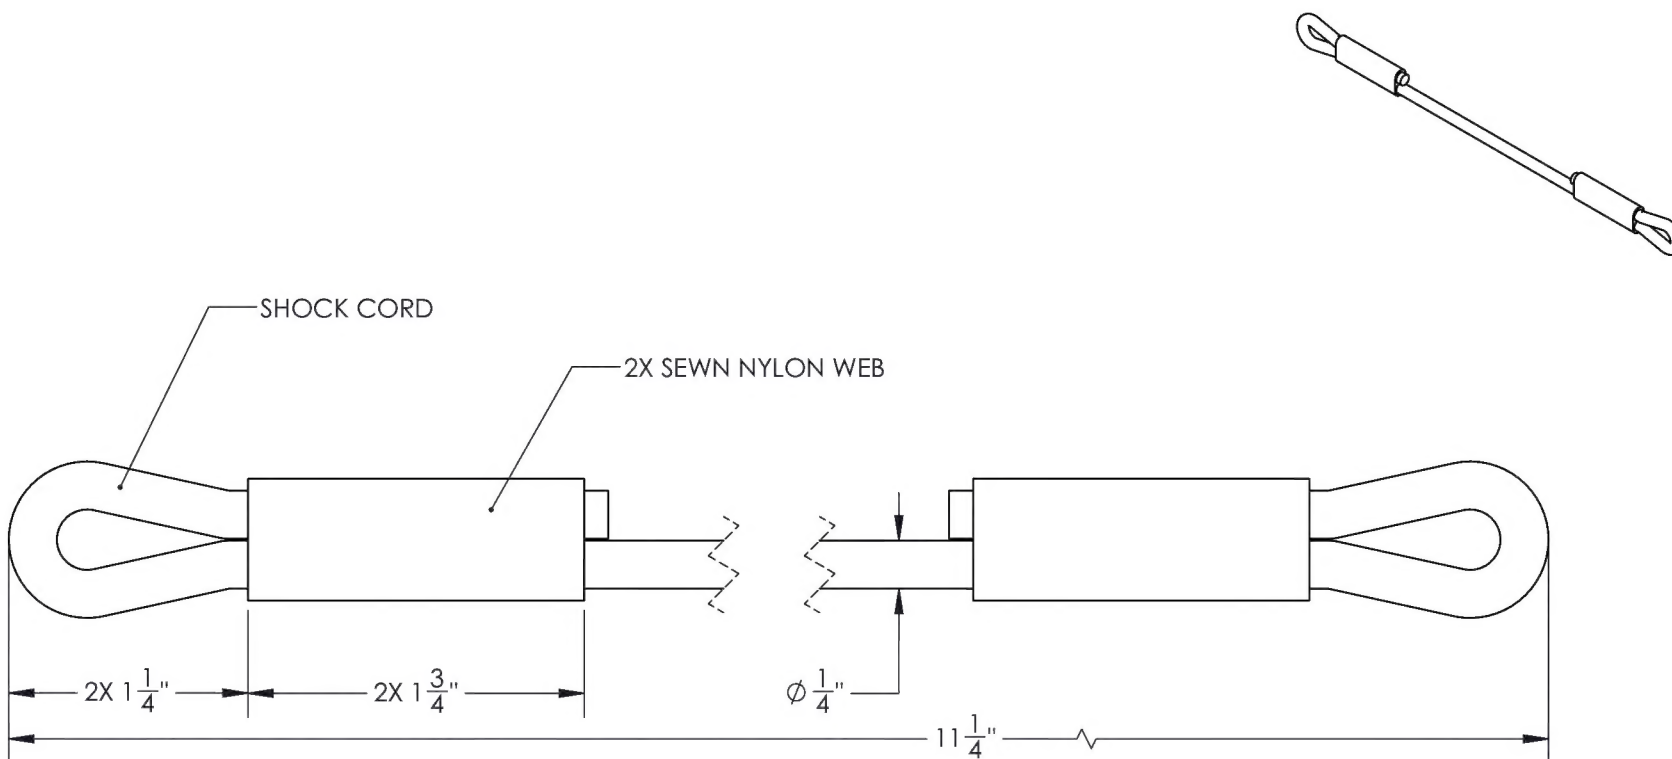 SHOCK CORD
2X SEWN NYLON WEB
2X 1 1/4"
2X 1 3/4"
∅ 1/4"
11 1/4"